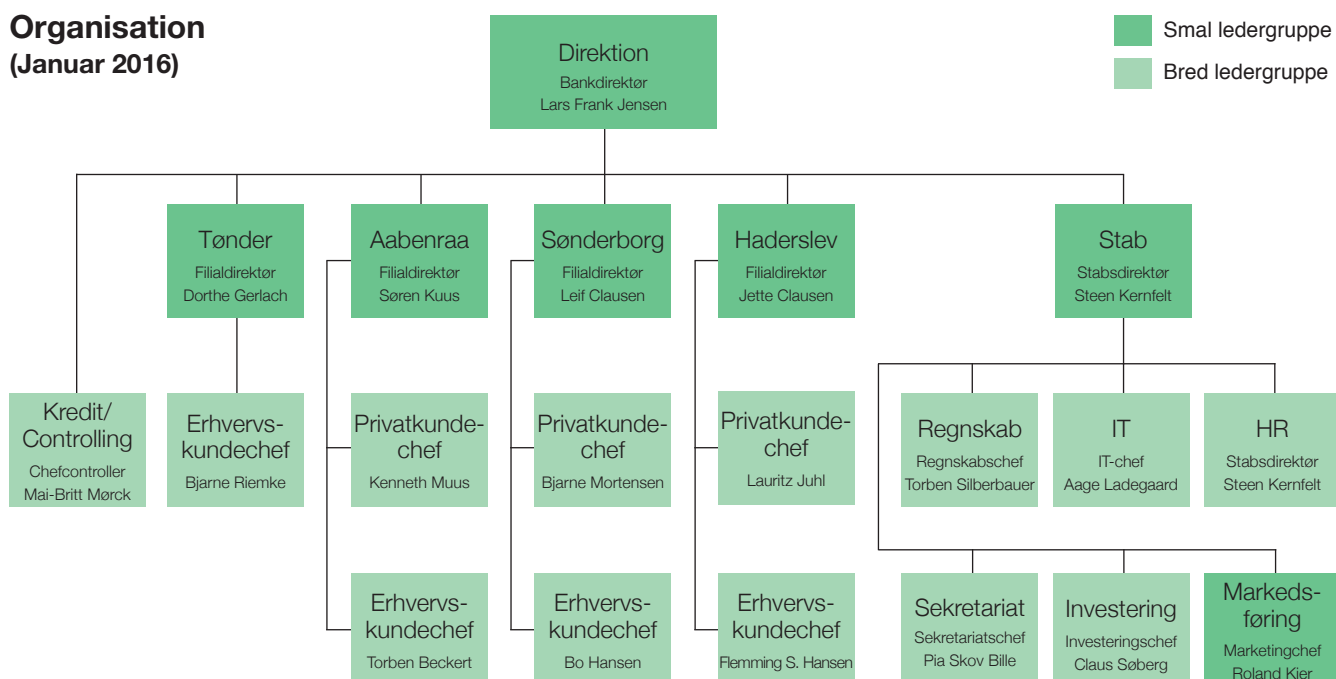 Organisation
(Januar 2016)
Direktion
Bankdirektør
Lars Frank Jensen
Smal ledergruppe
Bred ledergruppe
Tønder
Filialdirektør
Dorthe Gerlach
Aabenraa
Filialdirektør
Søren Kuus
Sønderborg
Filialdirektør
Leif Clausen
Haderslev
Filialdirektør
Jette Clausen
Stab
Stabsdirektør
Steen Kernfelt
Kredit/
Controlling
Chefcontroller
Mai-Britt Mørck
Erhvervs-
kundechef
Bjarne Riemke
Privatkunde-
chef
Kenneth Muus
Privatkunde-
chef
Bjarne Mortensen
Privatkunde-
chef
Lauritz Juhl
Regnskab
Regnskabschef
Torben Silberbauer
IT
IT-chef
Aage Ladegaard
HR
Stabsdirektør
Steen Kernfelt
Erhvervs-
kundechef
Torben Beckert
Erhvervs-
kundechef
Bo Hansen
Erhvervs-
kundechef
Flemming S. Hansen
Sekretariat
Sekretariatschef
Pia Skov Bille
Investering
Investeringschef
Claus Søberg
Markeds-
føring
Marketingchef
Roland Kier